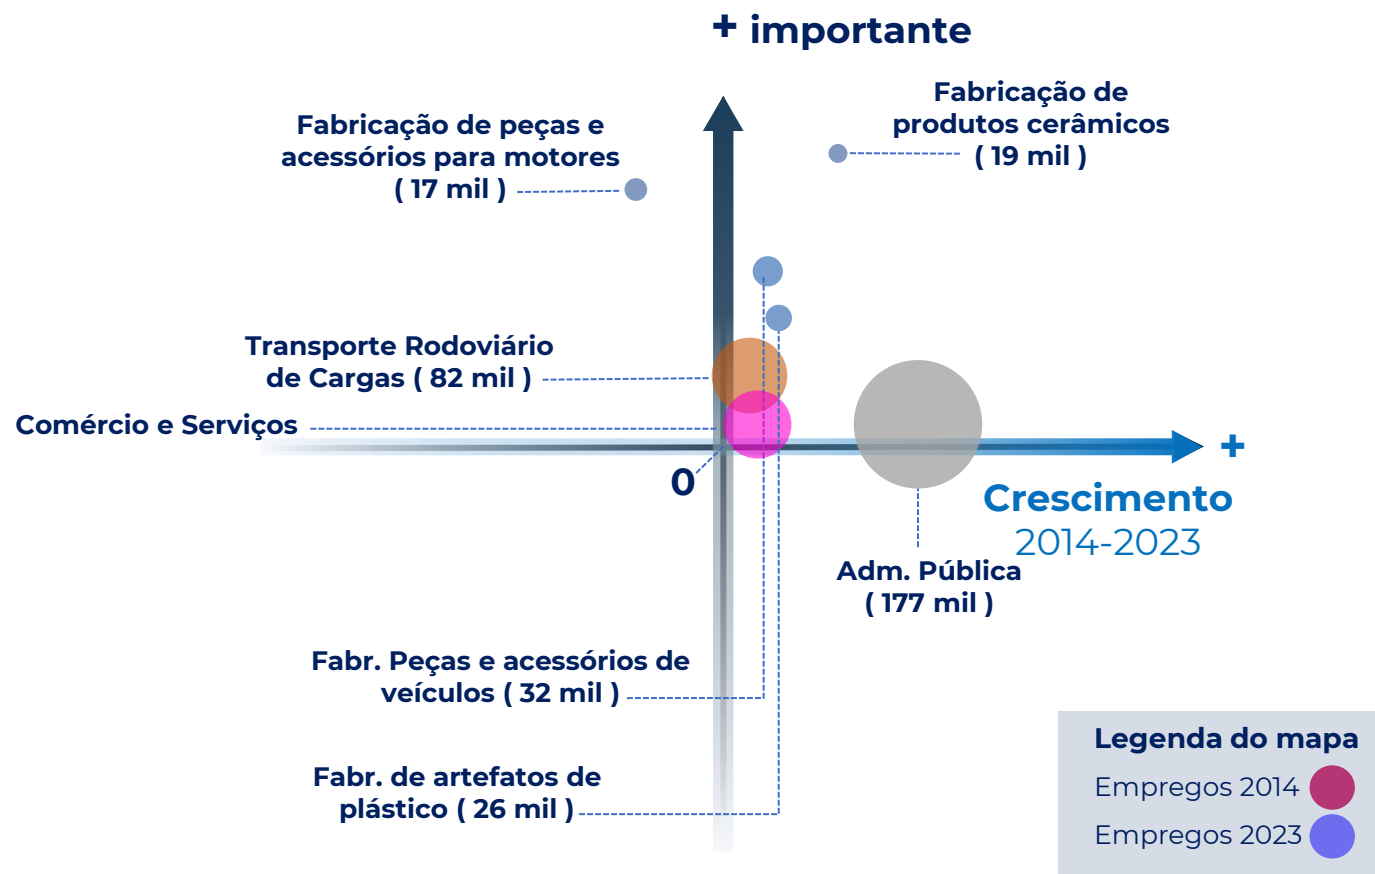 + importante
Fabricação de peças e
acessórios para motores
( 17 mil )
Fabricação de
produtos cerâmicos
( 19 mil )
Transporte Rodoviário
de Cargas ( 82 mil )
Comércio e Serviços
0
+
Crescimento
2014-2023
Adm. Pública
( 177 mil )
Fabr. Peças e acessórios de
veículos ( 32 mil )
Fabr. de artefatos de
plástico ( 26 mil )
Legenda do mapa
Empregos 2014
Empregos 2023